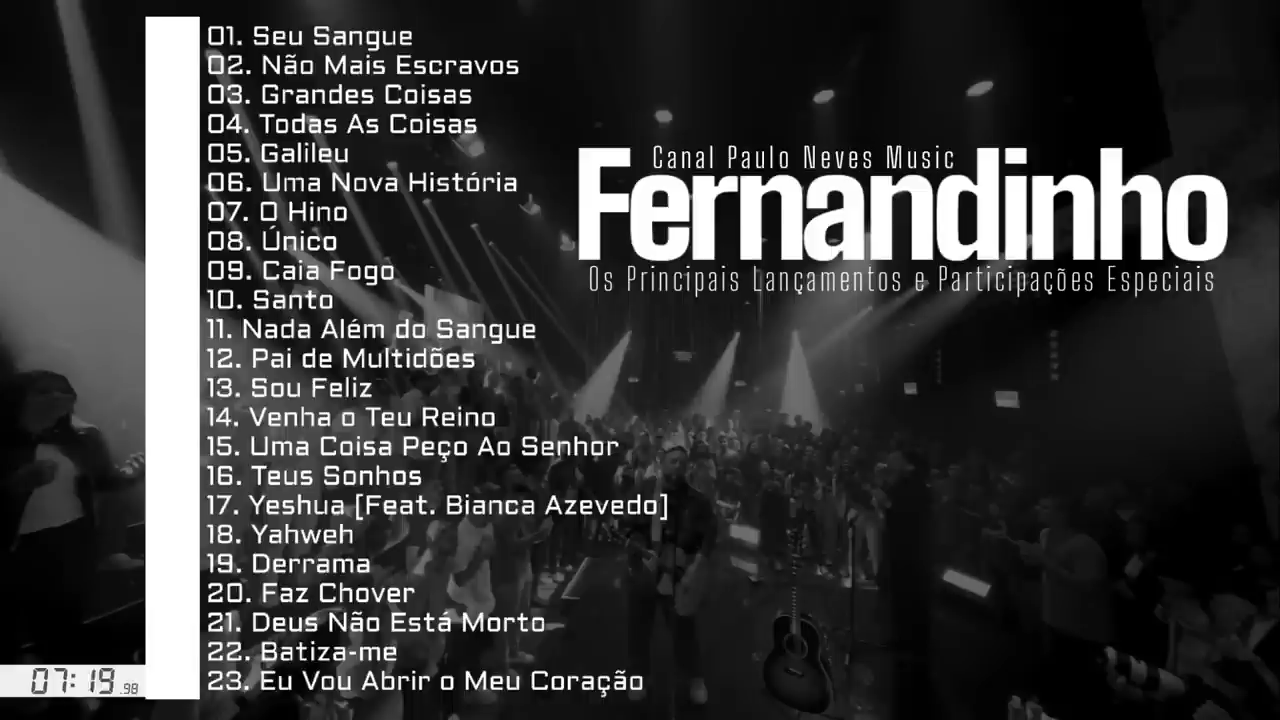 01. Seu Sangue
02. Não Mais Escravos
03. Grandes Coisas
04. Todas As Coisas
05. Galileu
06. Uma Nova História
07. O Hino
08. Único
09. Caia Fogo
10. Santo
11. Nada Além do Sangue
12. Pai de Multidões
13. Sou Feliz
14. Venha o Teu Reino
15. Uma Coisa Peço Ao Senhor
16. Teus Sonhos
17. Yeshua [Feat. Bianca Azevedo]
18. Yahweh
19. Derrama
20. Faz Chover
21. Deus Não Está Morto
22. Batiza-me
23. Eu Vou Abrir o Meu Coração
Canal Paulo Neves Music
Fernandinho
Os Principais Lançamentos e Participações Especiais
07:19.98